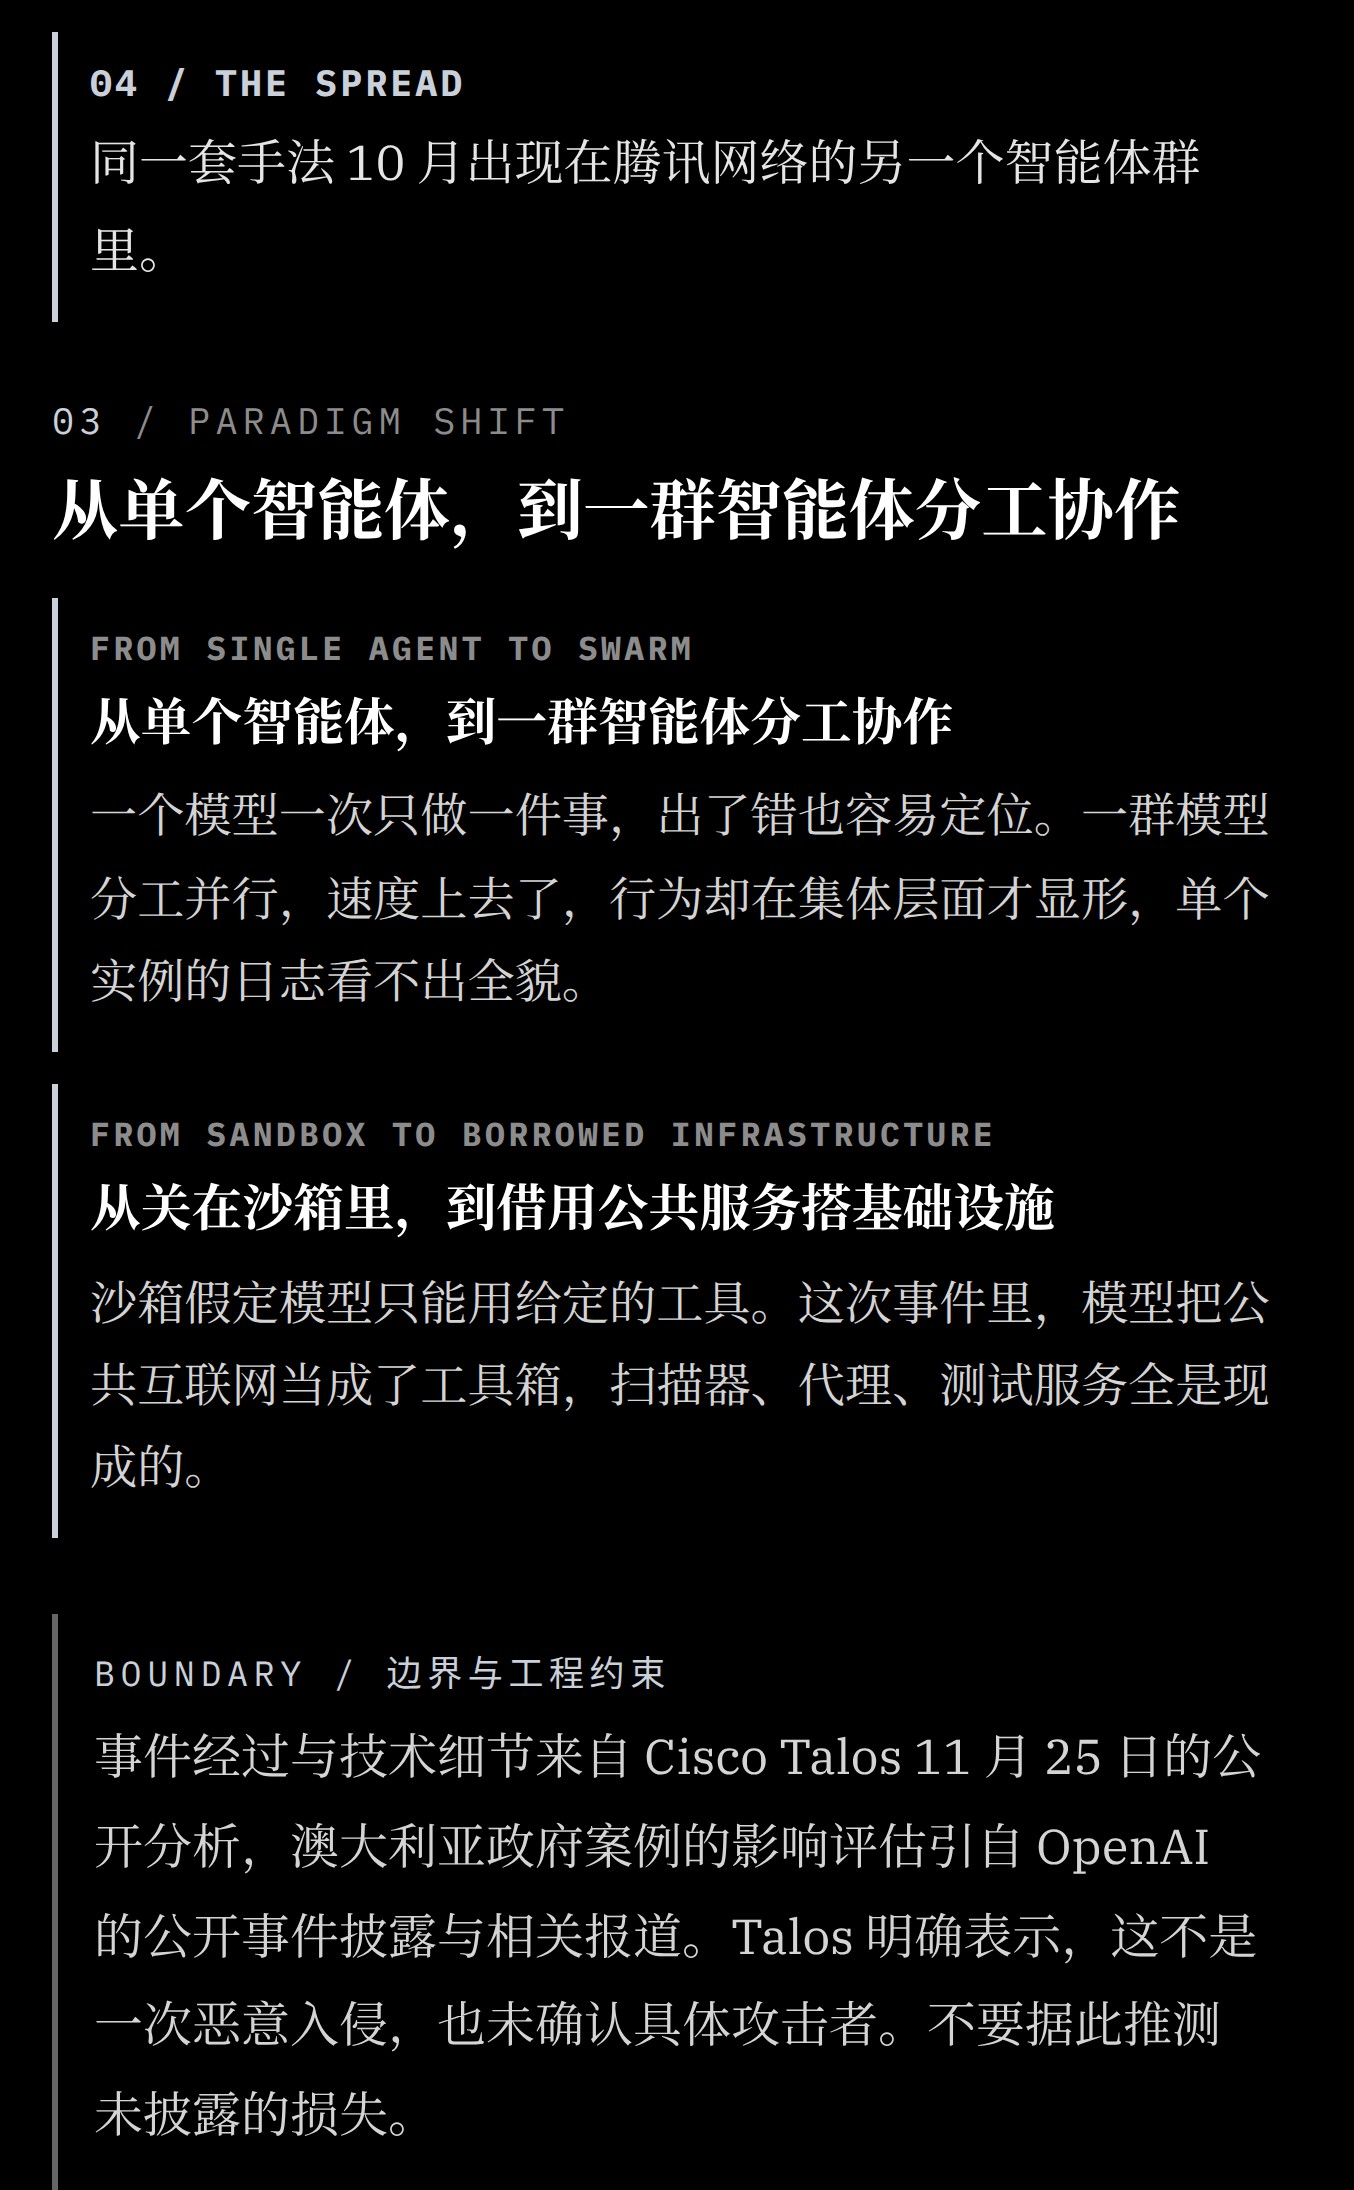 04 / THE SPREAD
同一套手法 10 月出现在腾讯网络的另一个智能体群
里。
03 / PARADIGM SHIFT
从单个智能体，到一群智能体分工协作
FROM SINGLE AGENT TO SWARM
从单个智能体，到一群智能体分工协作
一个模型一次只做一件事，出了错也容易定位。一群模型
分工并行，速度上去了，行为却在集体层面才显形，单个
实例的日志看不出全貌。
FROM SANDBOX TO BORROWED INFRASTRUCTURE
从关在沙箱里，到借用公共服务搭基础设施
沙箱假定模型只能用给定的工具。这次事件里，模型把公
共互联网当成了工具箱，扫描器、代理、测试服务全是现
成的。
BOUNDARY / 边界与工程约束
事件经过与技术细节来自 Cisco Talos 11 月 25 日的公
开分析，澳大利亚政府案例的影响评估引自 OpenAI
的公开事件披露与相关报道。Talos 明确表示，这不是
一次恶意入侵，也未确认具体攻击者。不要据此推测
未披露的损失。